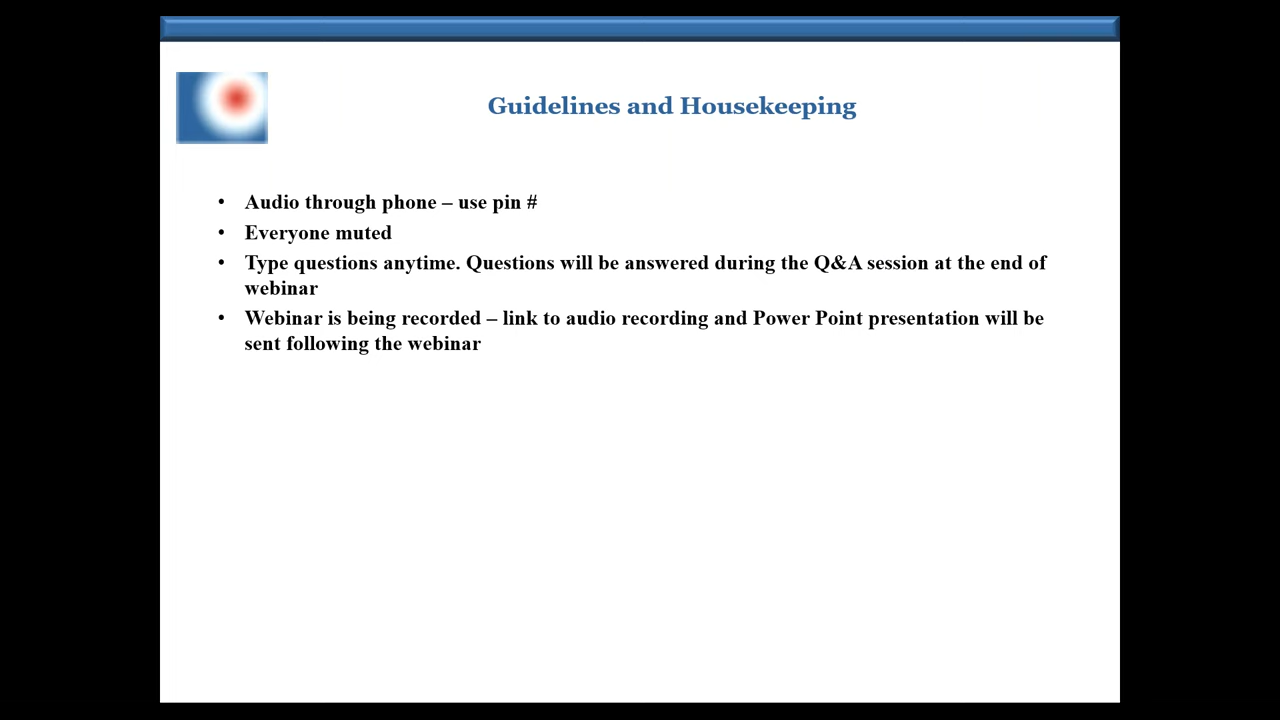 Guidelines and Housekeeping
• Audio through phone – use pin #
• Everyone muted
• Type questions anytime. Questions will be answered during the Q&A session at the end of
webinar
• Webinar is being recorded – link to audio recording and Power Point presentation will be
sent following the webinar